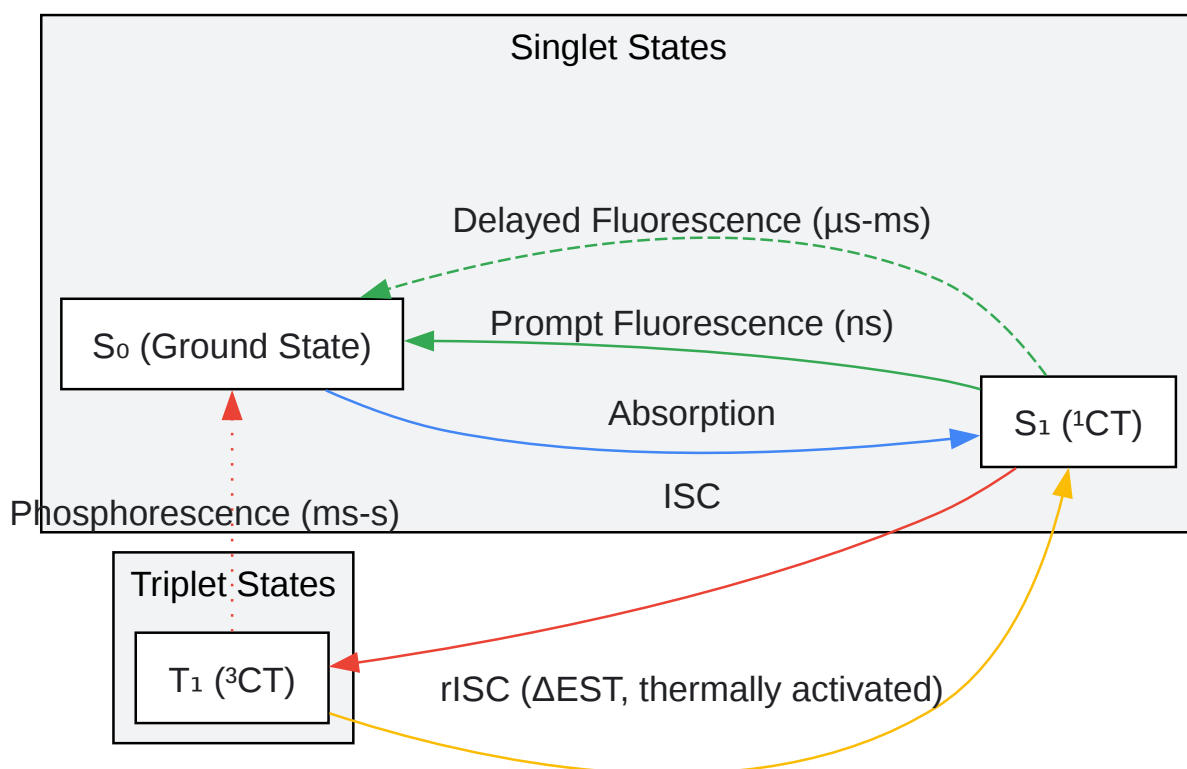 Singlet States
Delayed Fluorescence (µs-ms)
Prompt Fluorescence (ns)
S₀ (Ground State)
Absorption
S₁ (¹CT)
ISC
Phosphorescence (ms-s)
Triplet States
T₁ (³CT)
rISC (ΔEST, thermally activated)